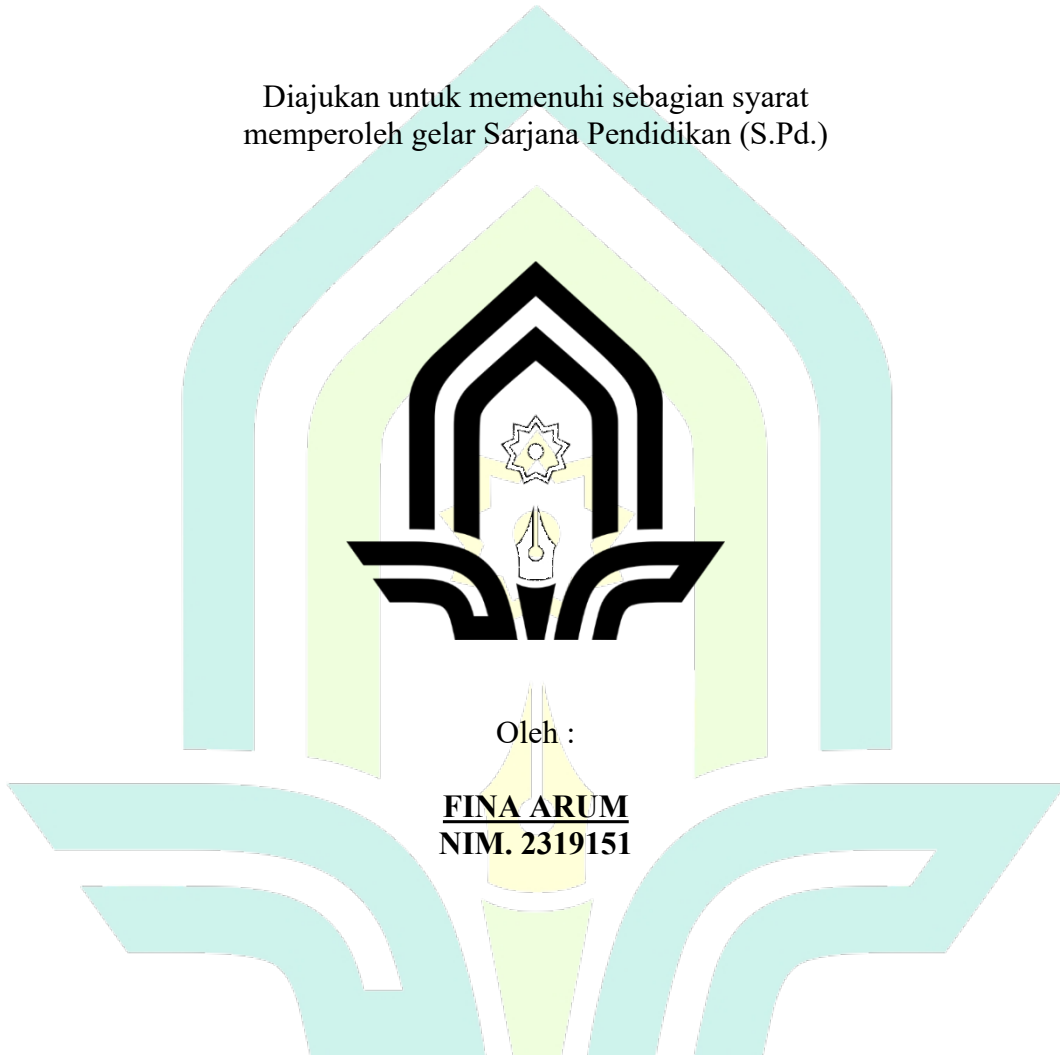 Diajukan untuk memenuhi sebagian syarat
memperoleh gelar Sarjana Pendidikan (S.Pd.)
Oleh :
FINA ARUM
NIM. 2319151